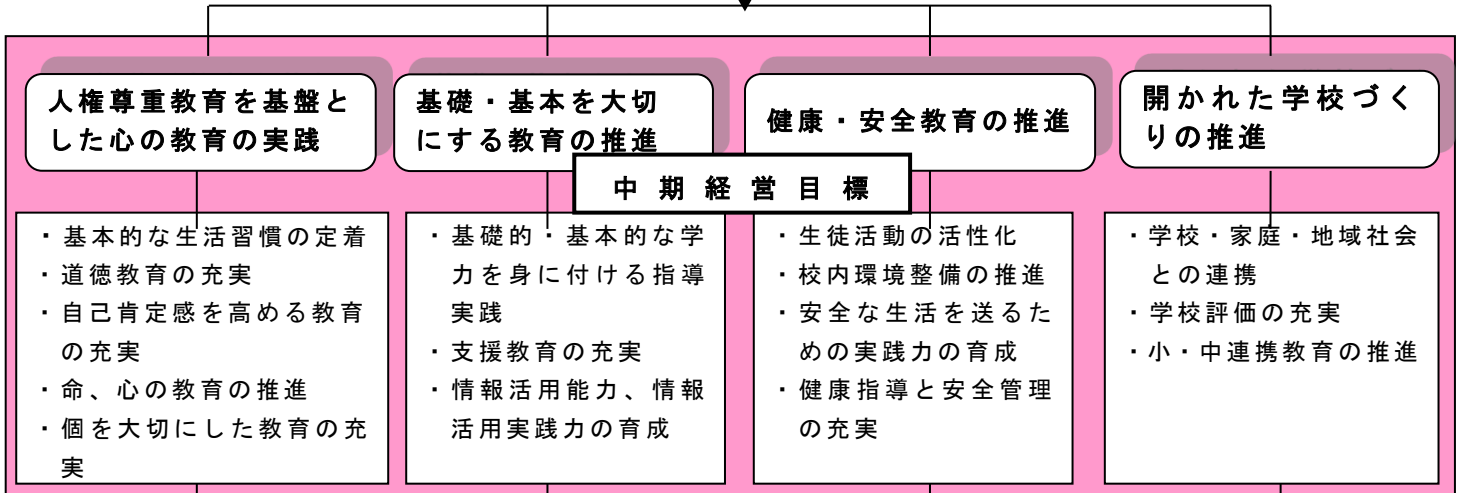 人権尊重教育を基盤と
した心の教育の実践
基礎・基本を大切
にする教育の推進
健康・安全教育の推進
開かれた学校づく
りの推進
中期経営目標
・基本的な生活習慣の定着
・道徳教育の充実
・自己肯定感を高める教育
の充実
・命、心の教育の推進
・個を大切にした教育の充
実
・基礎的・基本的な学
力を身に付ける指導
実践
・支援教育の充実
・情報活用能力、情報
活用実践力の育成
・生徒活動の活性化
・校内環境整備の推進
・安全な生活を送るた
めの実践力の育成
・健康指導と安全管理
の充実
・学校・家庭・地域社会
との連携
・学校評価の充実
・小・中連携教育の推進